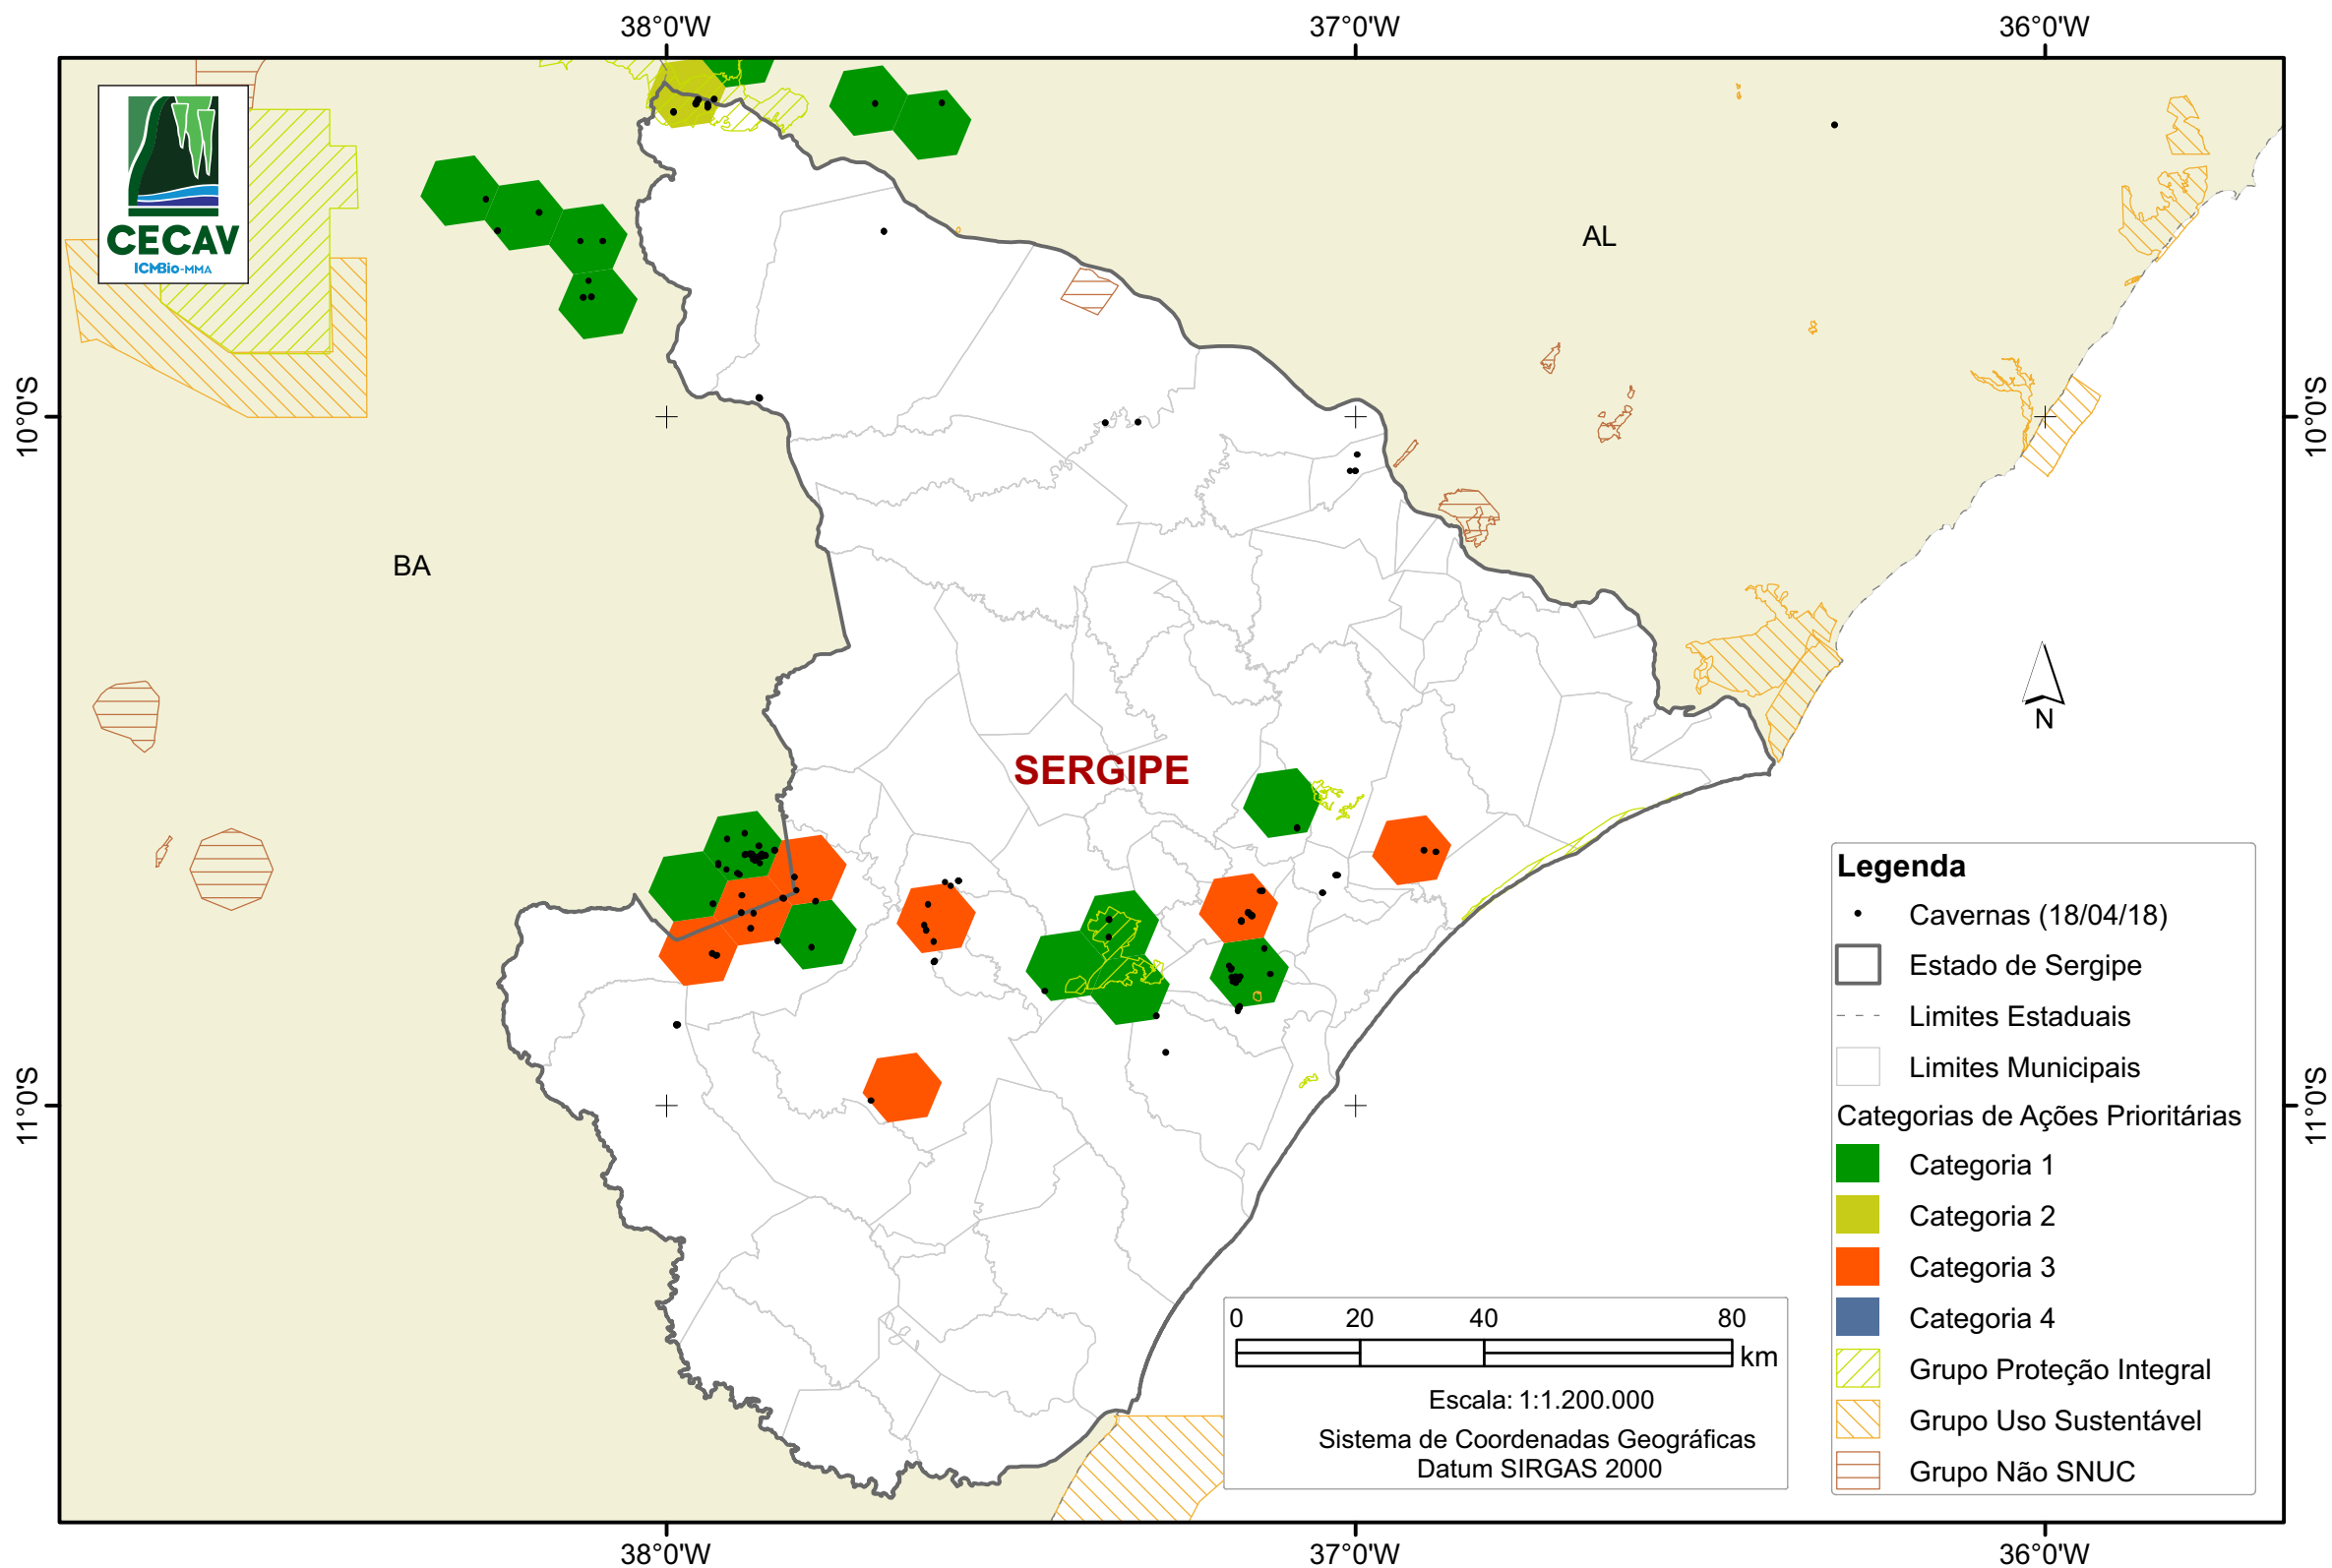 38°0'W
37°0'W
36°0'W
CECAV
ICMBio-MMA
AL
10°0'S
10°0'S
BA
N
SERGIPE
Legenda
Cavernas (18/04/18)
Estado de Sergipe
Limites Estaduais
Limites Municipais
Categorias de Ações Prioritárias
Categoria 1
Categoria 2
Categoria 3
Categoria 4
Grupo Proteção Integral
Grupo Uso Sustentável
Grupo Não SNUC
11°0'S
11°0'S
0 20 40 80
km
Escala: 1:1.200.000
Sistema de Coordenadas Geográficas
Datum SIRGAS 2000
38°0'W
37°0'W
36°0'W